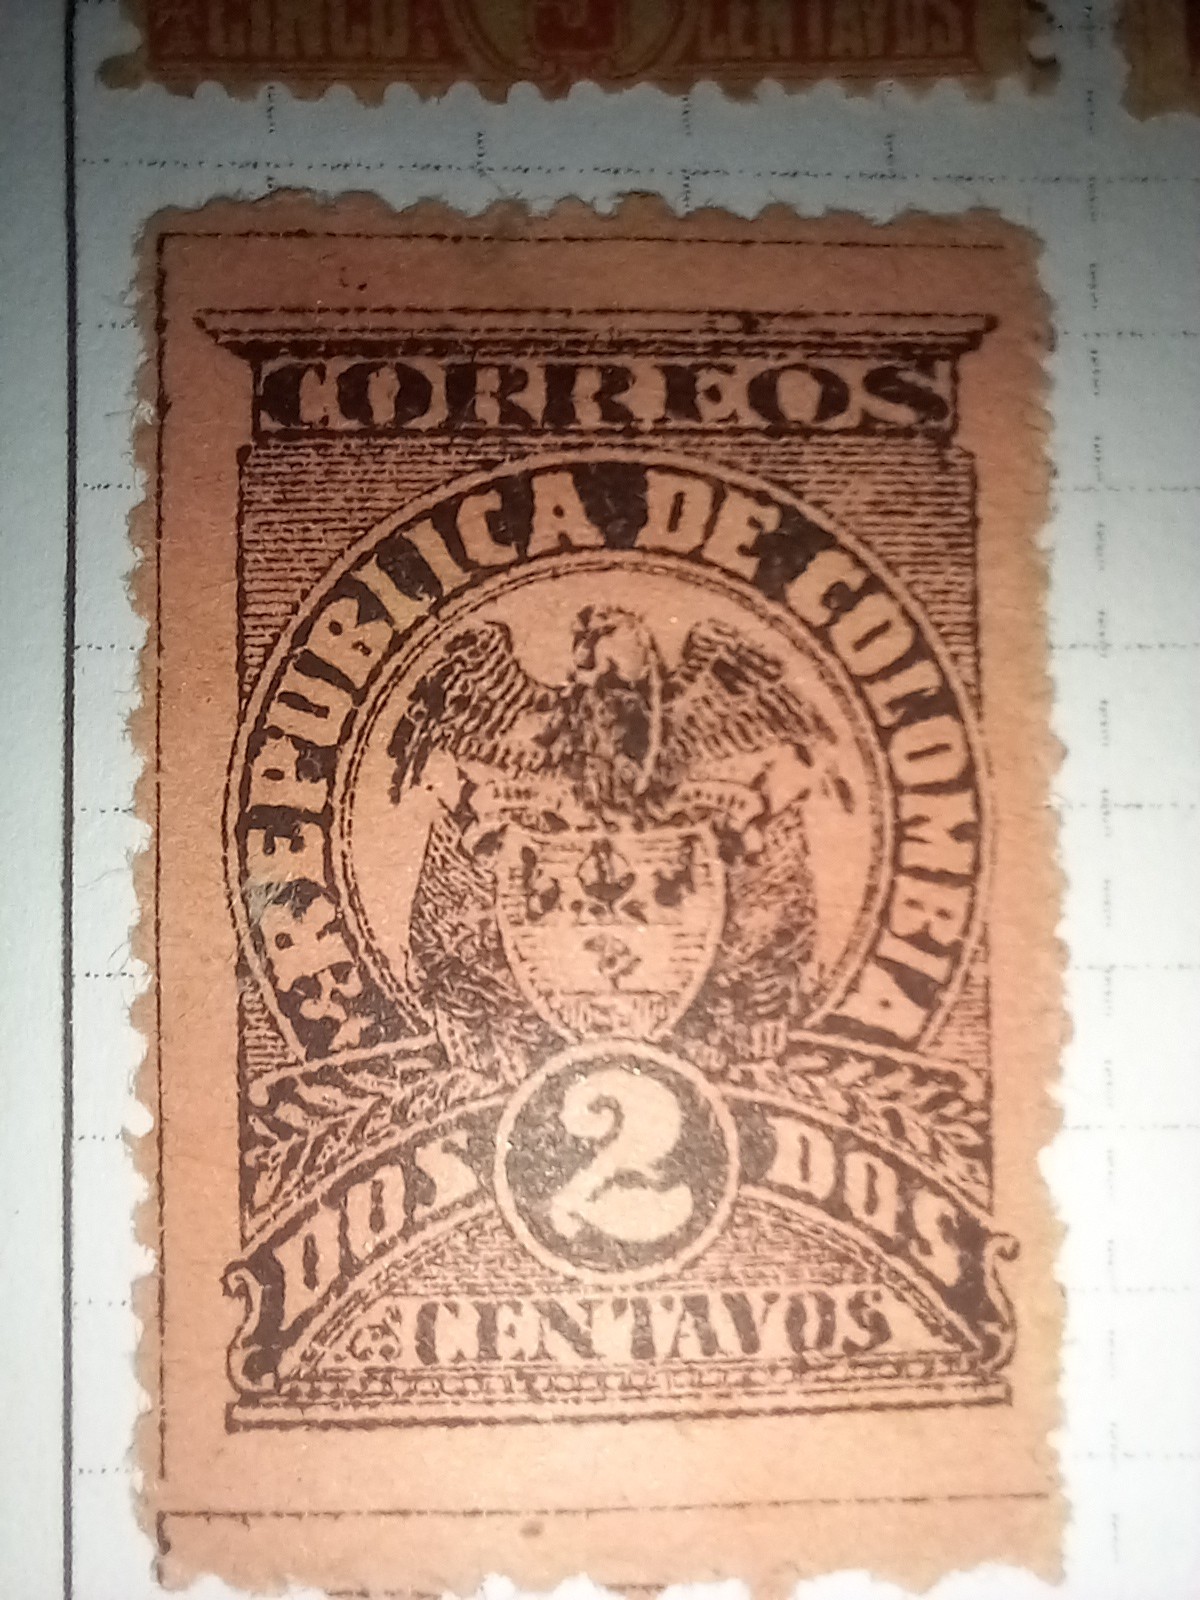 CINCO CENTAVOS
CORREOS
REPUBLICA DE COLOMBIA
DOS 2 DOS
CENTAVOS